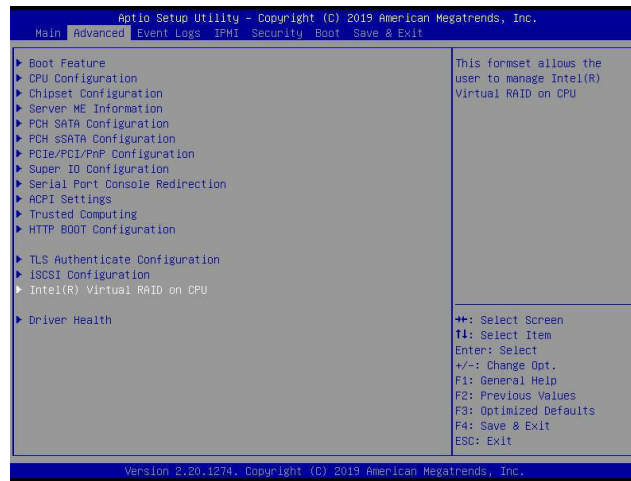 Aptio Setup Utility – Copyright (C) 2019 American Megatrends, Inc.
Main Advanced Event Logs IPMI Security Boot Save & Exit
Boot Feature
CPU Configuration
Chipset Configuration
Server ME Information
PCH SATA Configuration
PCH sSATA Configuration
PCIe/PCI/PnP Configuration
Super IO Configuration
Serial Port Console Redirection
ACPI Settings
Trusted Computing
HTTP BOOT Configuration
TLS Authenticate Configuration
iSCSI Configuration
Intel(R) Virtual RAID on CPU
Driver Health
This formset allows the
user to manage Intel(R)
Virtual RAID on CPU
→←: Select Screen
↑↓: Select Item
Enter: Select
+/-: Change Opt.
F1: General Help
F2: Previous Values
F3: Optimized Defaults
F4: Save & Exit
ESC: Exit
Version 2.20.1274. Copyright (C) 2019 American Megatrends, Inc.